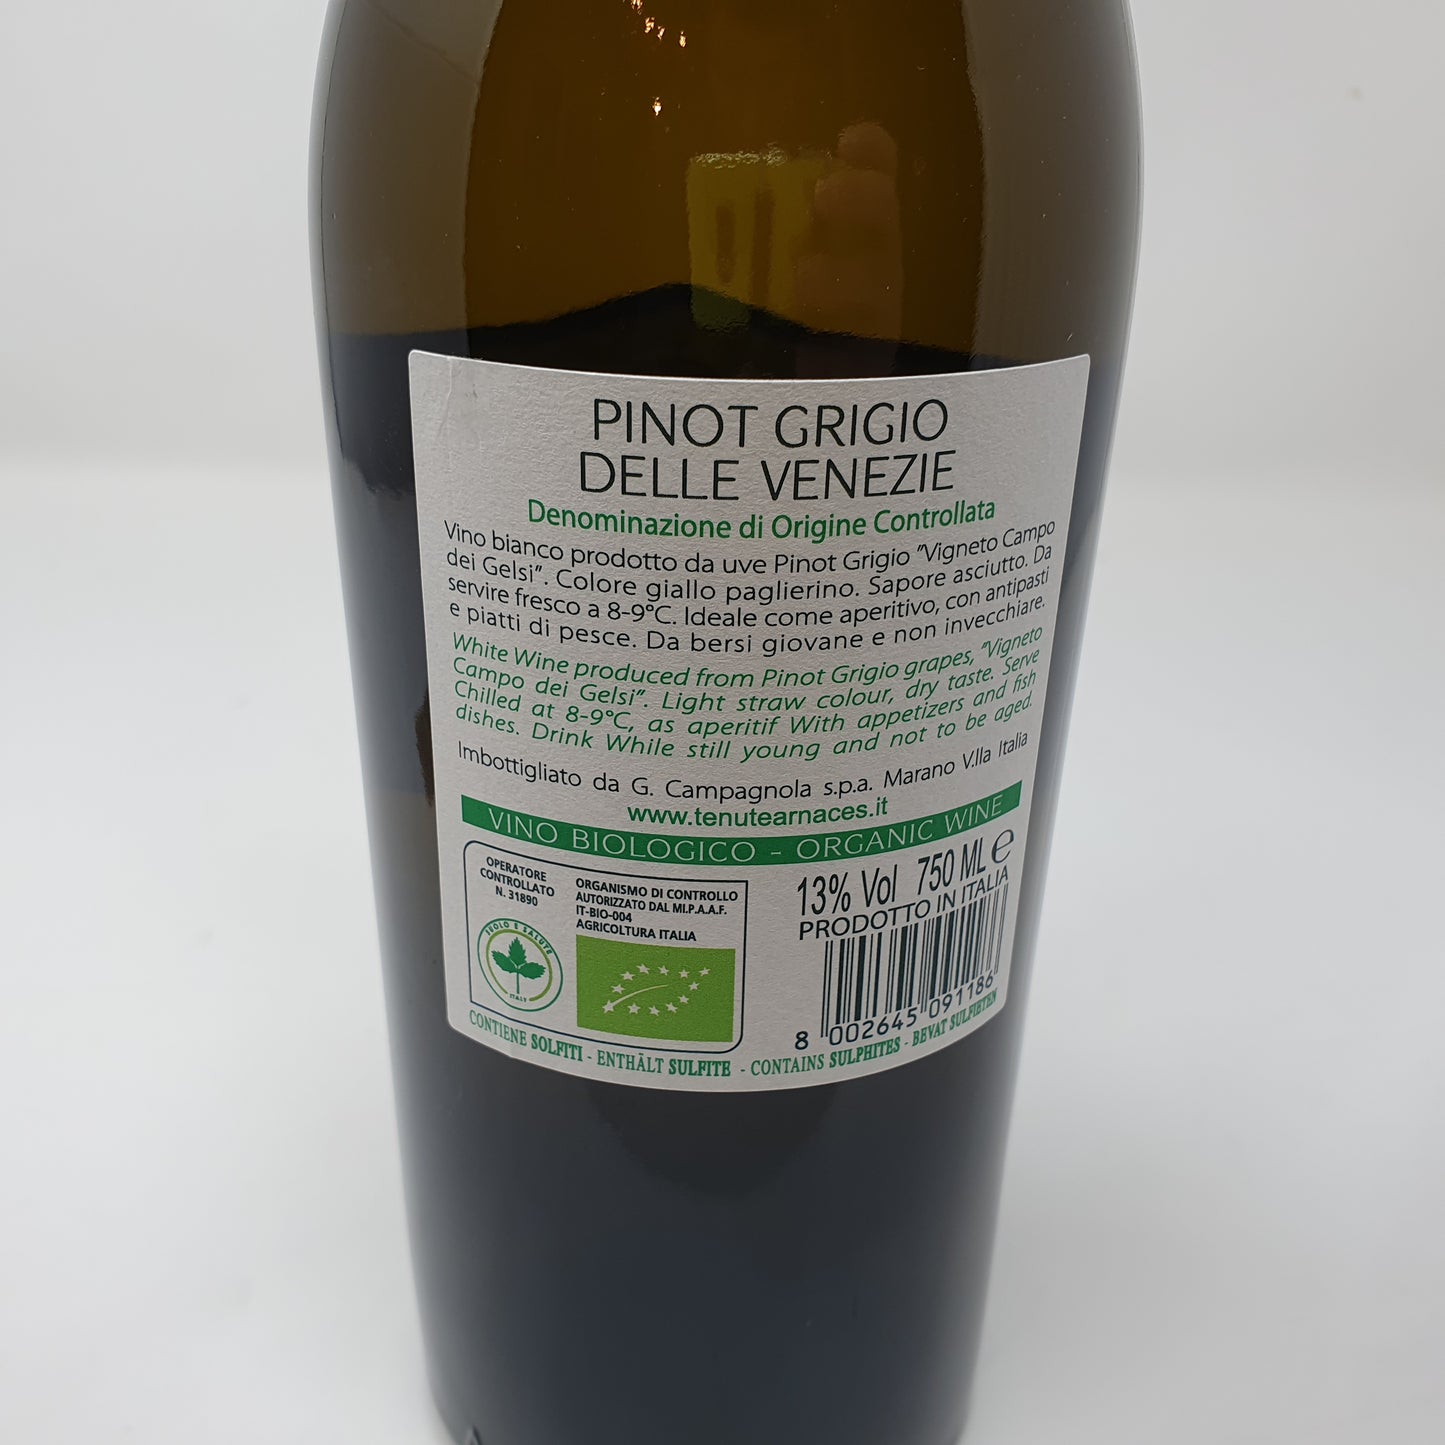 PINOT GRIGIO
DELLE VENEZIE
Denominazione di Origine Controllata
Vino bianco prodotto da uve Pinot Grigio "Vigneto Campo
dei Gelsi". Colore giallo paglierino. Sapore asciutto. Da
servire fresco a 8-9°C. Ideale come aperitivo, con antipasti
e piatti di pesce. Da bersi giovane e non invecchiare.
White Wine produced from Pinot Grigio grapes, "Vigneto
Campo dei Gelsi". Light straw colour, dry taste. Serve
Chilled at 8-9°C, as aperitif With appetizers and fish
dishes. Drink While still young and not to be aged.
Imbottigliato da G. Campagnola s.p.a. Marano V.lla Italia
www.tenutearnaces.it
VINO BIOLOGICO - ORGANIC WINE
OPERATORE
CONTROLLATO
N. 31890
SUOLO E SALUTE
ITALY
ORGANISMO DI CONTROLLO
AUTORIZZATO DAL MI.P.A.A.F.
IT-BIO-004
AGRICOLTURA ITALIA
13% Vol 750 ML e
PRODOTTO IN ITALIA
8 002645 091186
CONTIENE SOLFITI - ENTHÄLT SULFITE - CONTAINS SULPHITES - BEVAT SULFIETEN